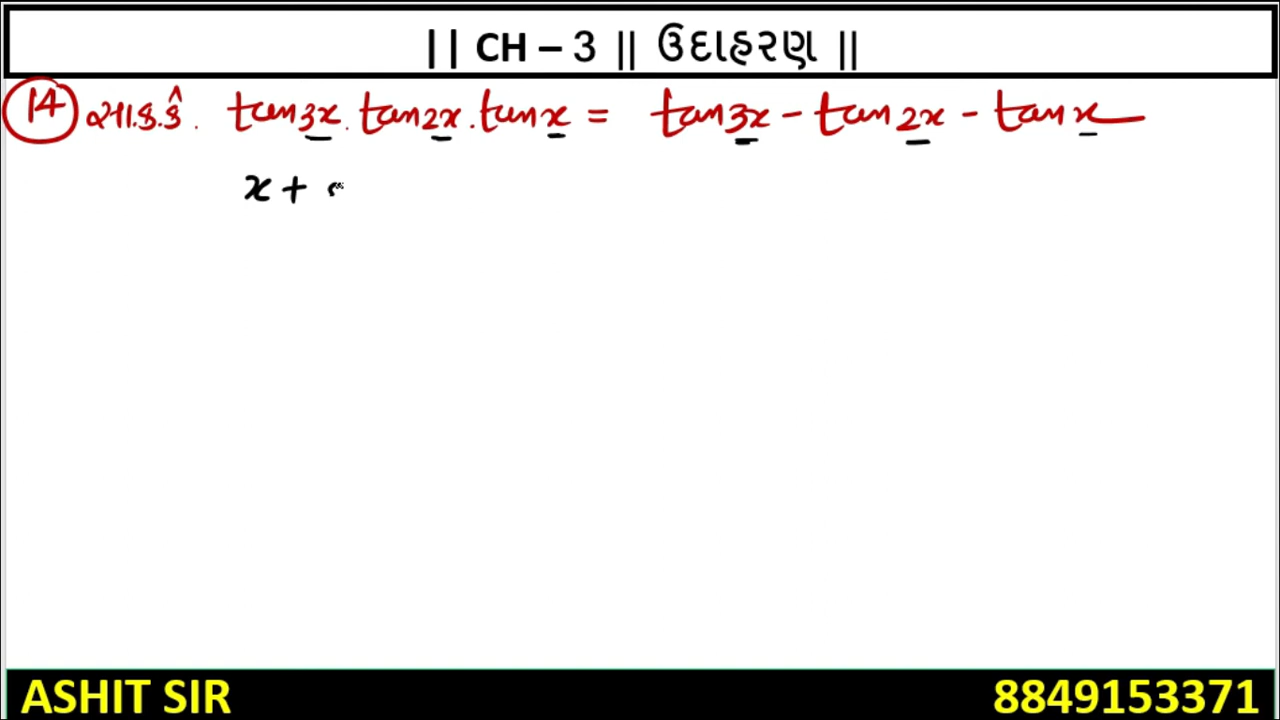 || CH – 3 || ઉદાહરણ ||
14 સા.કે.કે. tan3x . tan2x . tanx = tan3x - tan2x - tanx
x +
ASHIT SIR 8849153371